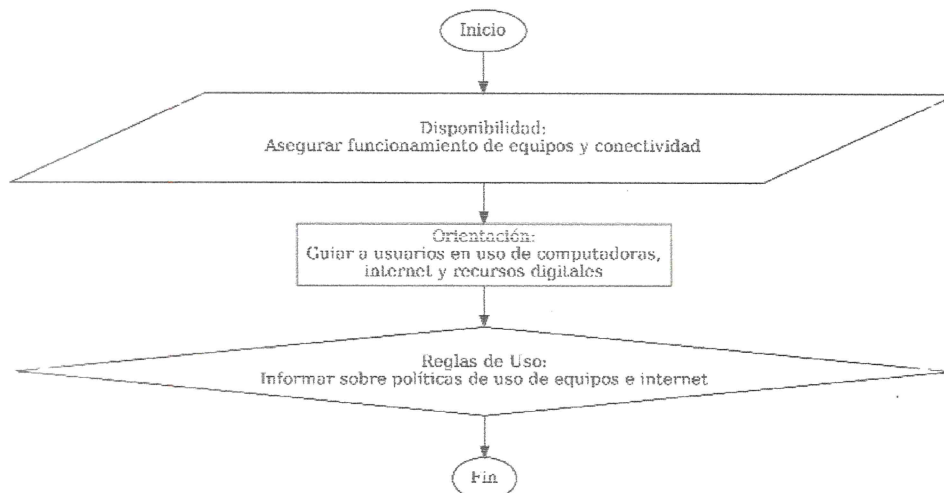 Inicio
Disponibilidad:
Asegurar funcionamiento de equipos y conectividad
Orientación:
Guiar a usuarios en uso de computadoras,
internet y recursos digitales
Reglas de Uso:
Informar sobre políticas de uso de equipos e internet
Fin